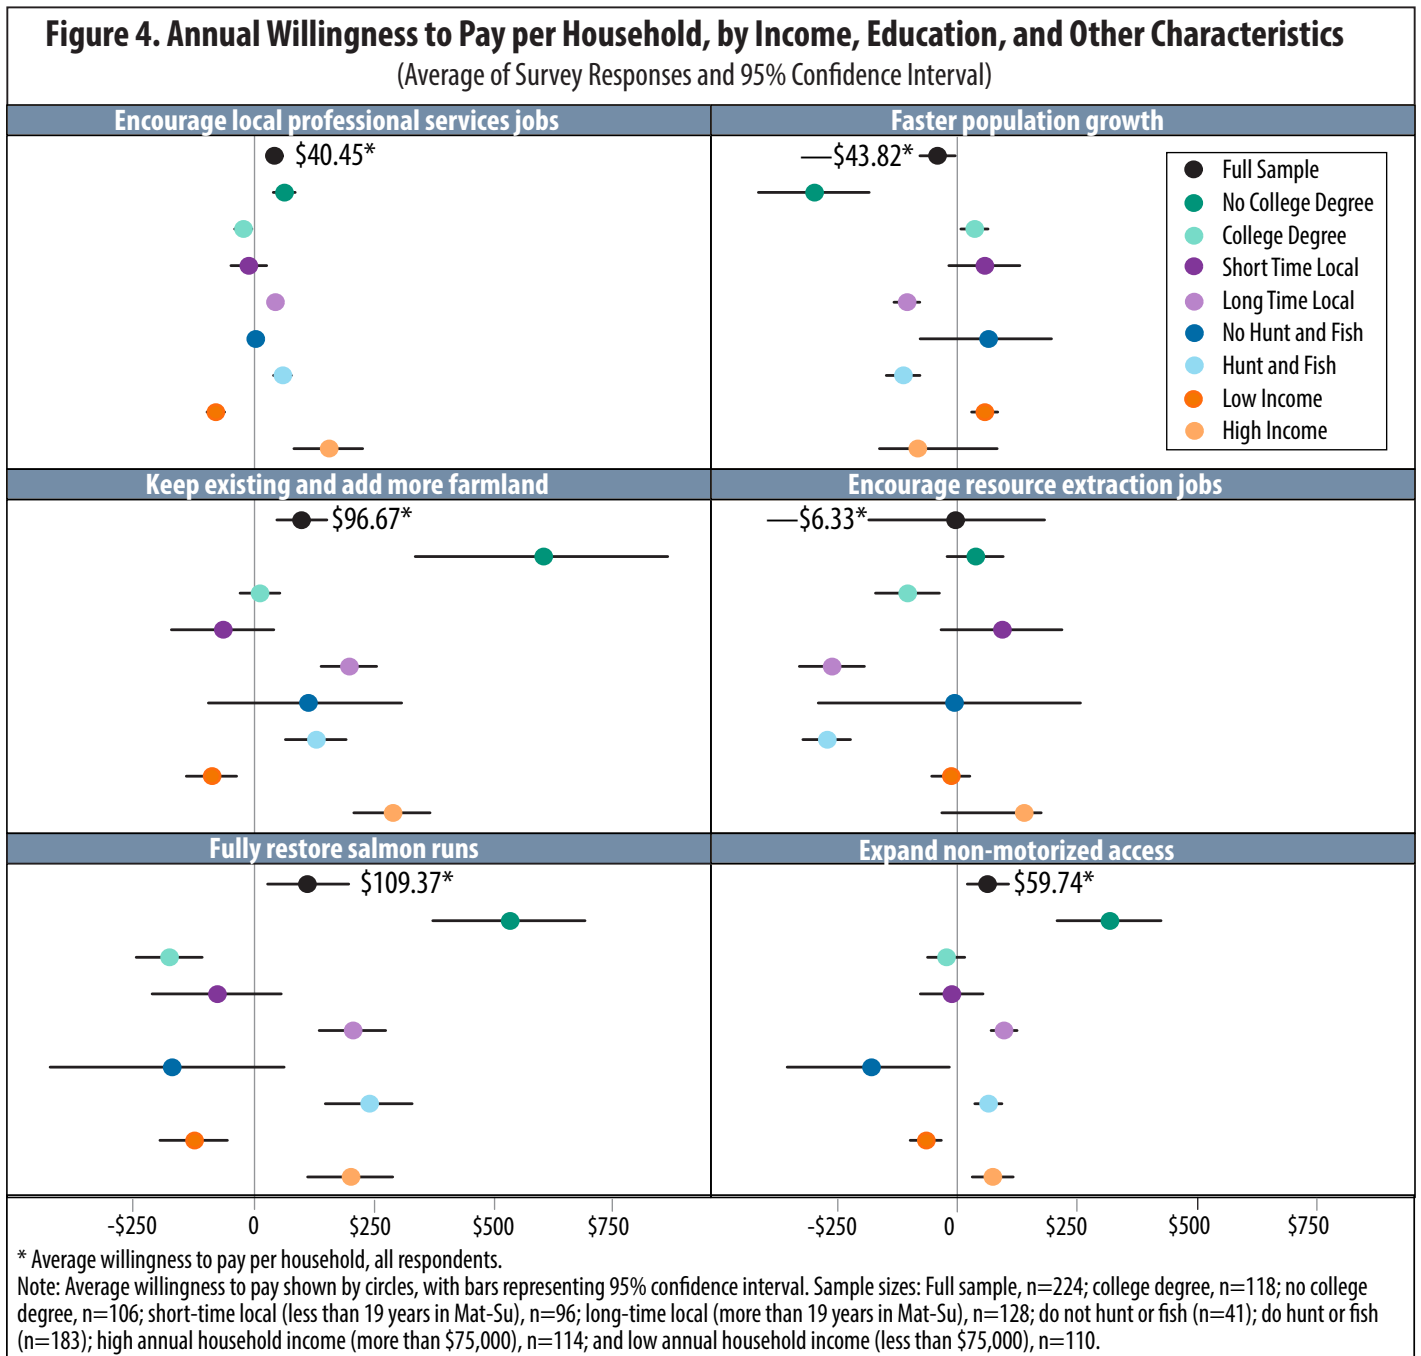 Figure 4. Annual Willingness to Pay per Household, by Income, Education, and Other Characteristics
(Average of Survey Responses and 95% Confidence Interval)
Encourage local professional services jobs
$40.45*
Faster population growth
—$43.82*
Full Sample
No College Degree
College Degree
Short Time Local
Long Time Local
No Hunt and Fish
Hunt and Fish
Low Income
High Income
Keep existing and add more farmland
$96.67*
Encourage resource extraction jobs
—$6.33*
Fully restore salmon runs
$109.37*
Expand non-motorized access
$59.74*
-$250 0 $250 $500 $750
-$250 0 $250 $500 $750
* Average willingness to pay per household, all respondents.
Note: Average willingness to pay shown by circles, with bars representing 95% confidence interval. Sample sizes: Full sample, n=224; college degree, n=118; no college
degree, n=106; short-time local (less than 19 years in Mat-Su), n=96; long-time local (more than 19 years in Mat-Su), n=128; do not hunt or fish (n=41); do hunt or fish
(n=183); high annual household income (more than $75,000), n=114; and low annual household income (less than $75,000), n=110.